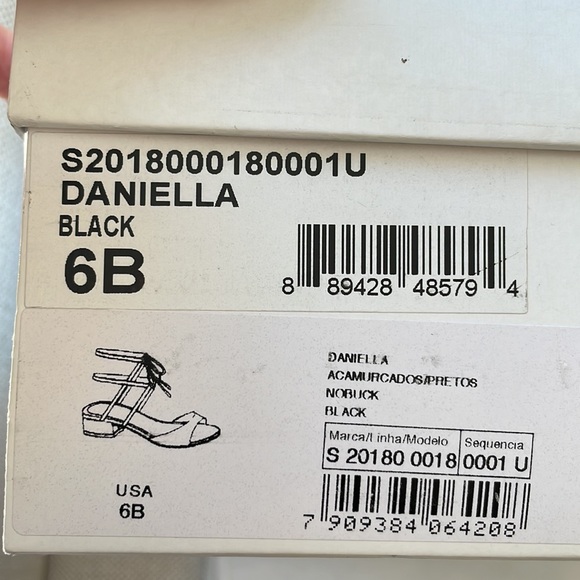 S2018000180001U
DANIELLA
BLACK
6B
8 89428 48579 4
DANIELLA
ACAMURCADOS/PRETOS
NOBUCK
BLACK
Marca/Linha/Modelo Sequencia
S 20180 0018 0001 U
USA
6B
7 909384 064208